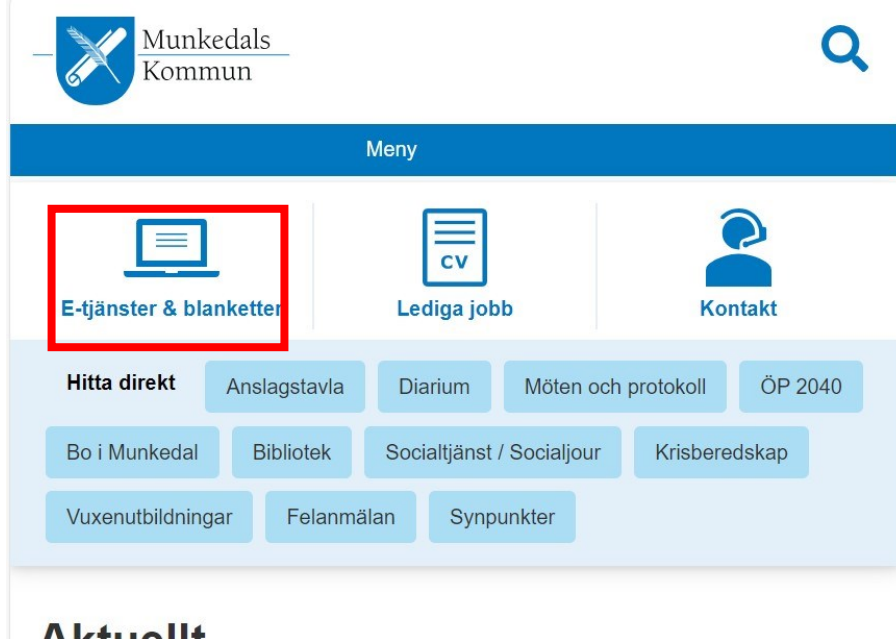 Munkedals
Kommun
Meny
CV
E-tjänster & blanketter
Lediga jobb
Kontakt
Hitta direkt
Anslagstavla
Diarium
Möten och protokoll
ÖP 2040
Bo i Munkedal
Bibliotek
Socialtjänst / Socialjour
Krisberedskap
Vuxenutbildningar
Felanmälan
Synpunkter
Aktuellt